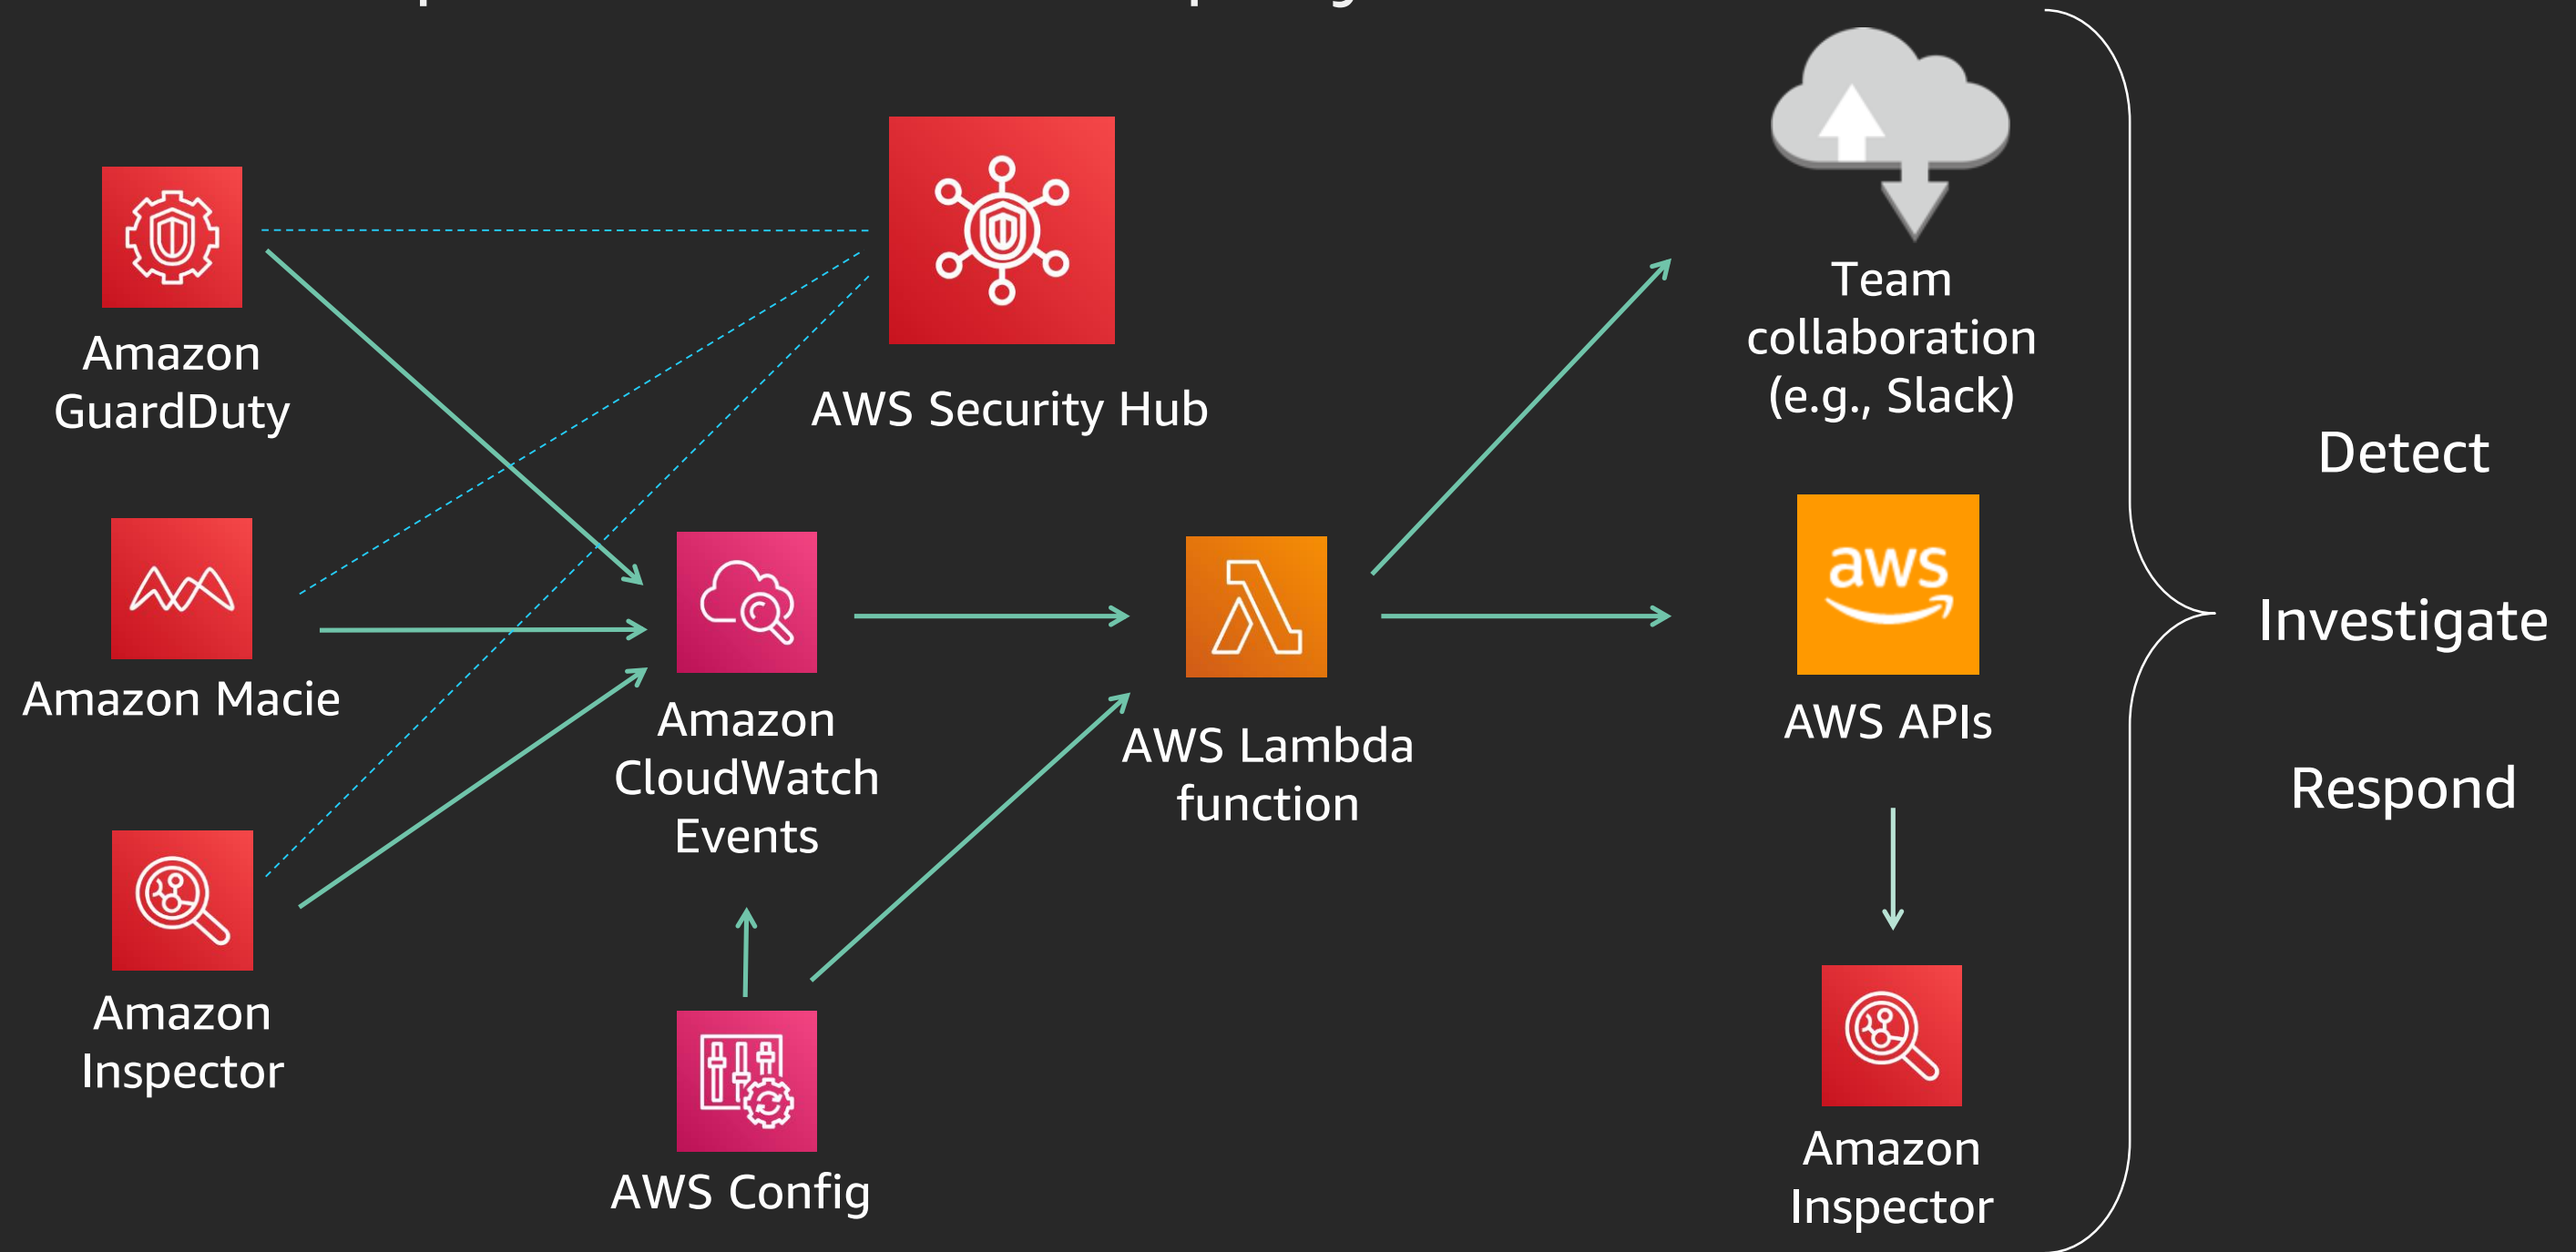 Amazon
GuardDuty
Amazon Macie
Amazon
Inspector
AWS Security Hub
Amazon
CloudWatch
Events
AWS Config
AWS Lambda
function
Team
collaboration
(e.g., Slack)
aws
AWS APIs
Amazon
Inspector
Detect
Investigate
Respond